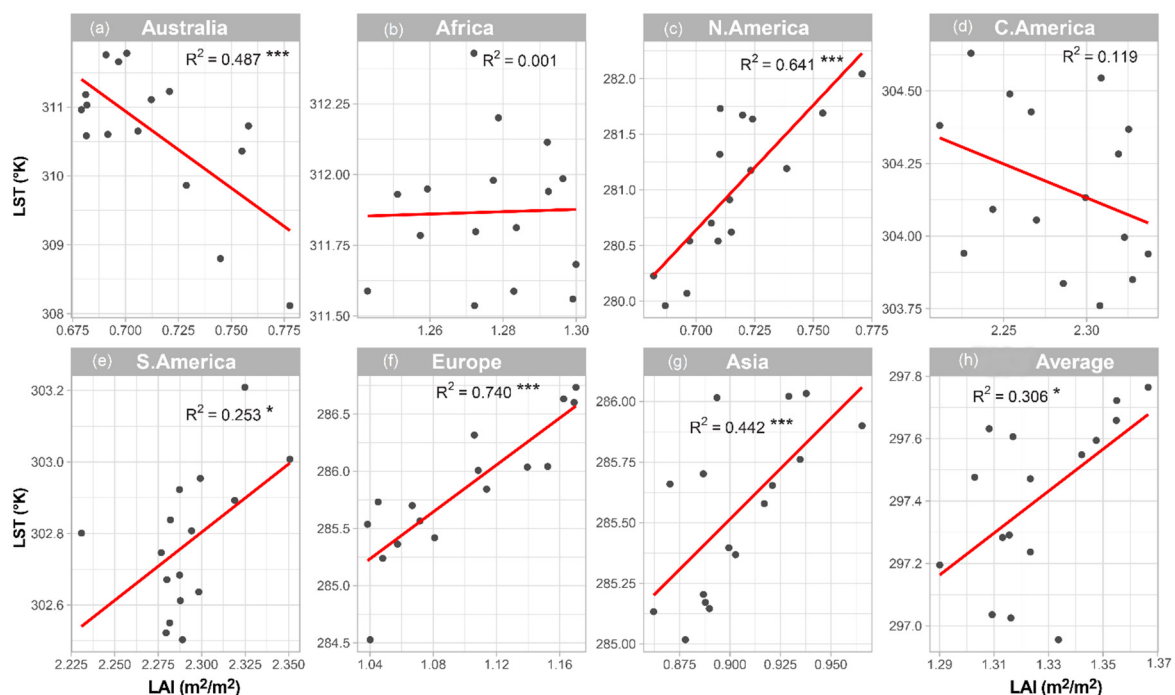 (a) Australia
(b) Africa
(c) N.America
(d) C.America
R² = 0.487 ***
R² = 0.001
R² = 0.641 ***
R² = 0.119
LST (°K)
311
310
309
308
0.675 0.700 0.725 0.750 0.775
312.25
312.00
311.75
311.50
1.26 1.28 1.30
282.0
281.5
281.0
280.5
280.0
0.700 0.725 0.750 0.775
304.50
304.25
304.00
303.75
2.25 2.30
(e) S.America
(f) Europe
(g) Asia
(h) Average
R² = 0.253 *
R² = 0.740 ***
R² = 0.442 ***
R² = 0.306 *
LST (°K)
303.2
303.0
302.8
302.6
2.225 2.250 2.275 2.300 2.325 2.350
286.5
286.0
285.5
285.0
284.5
1.04 1.08 1.12 1.16
286.00
285.75
285.50
285.25
285.00
0.875 0.900 0.925 0.950
297.8
297.6
297.4
297.2
297.0
1.29 1.31 1.33 1.35 1.37
LAI (m²/m²)
LAI (m²/m²)
LAI (m²/m²)
LAI (m²/m²)